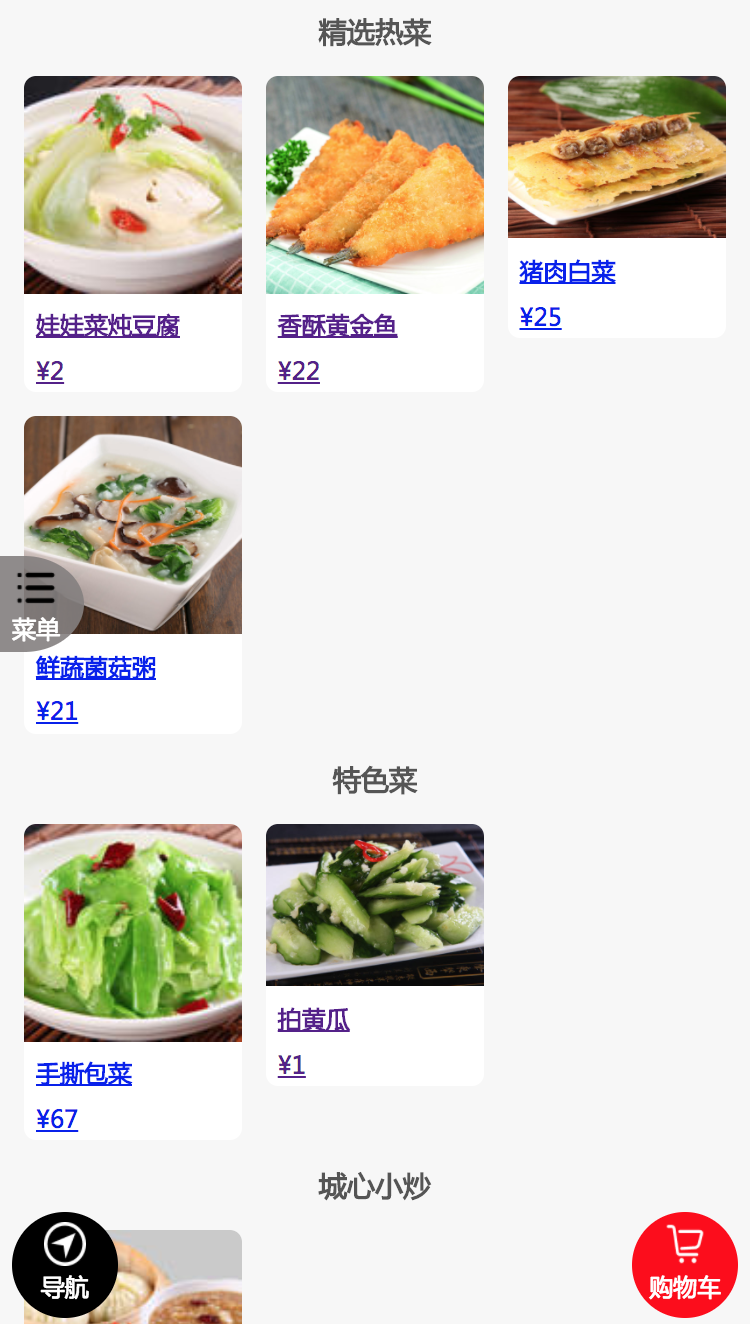 精选热菜
娃娃菜炖豆腐
¥2
香酥黄金鱼
¥22
猪肉白菜
¥25
鲜蔬菌菇粥
¥21
菜单
特色菜
手撕包菜
¥67
拍黄瓜
¥1
城心小炒
导航
购物车